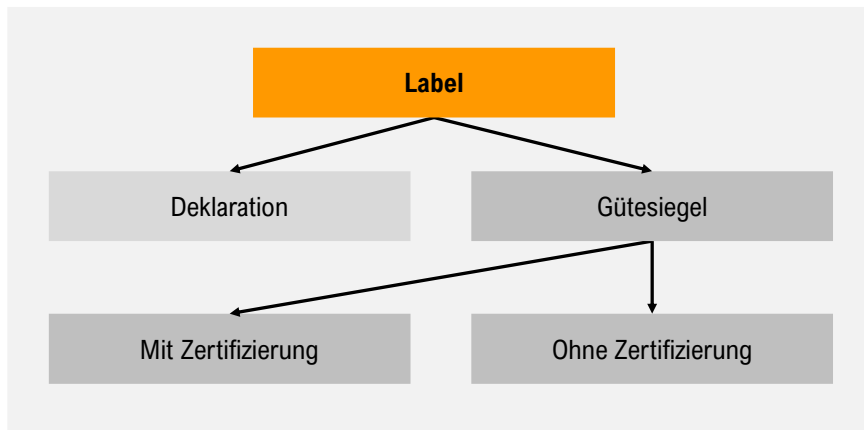 Label
Deklaration
Gütesiegel
Mit Zertifizierung
Ohne Zertifizierung